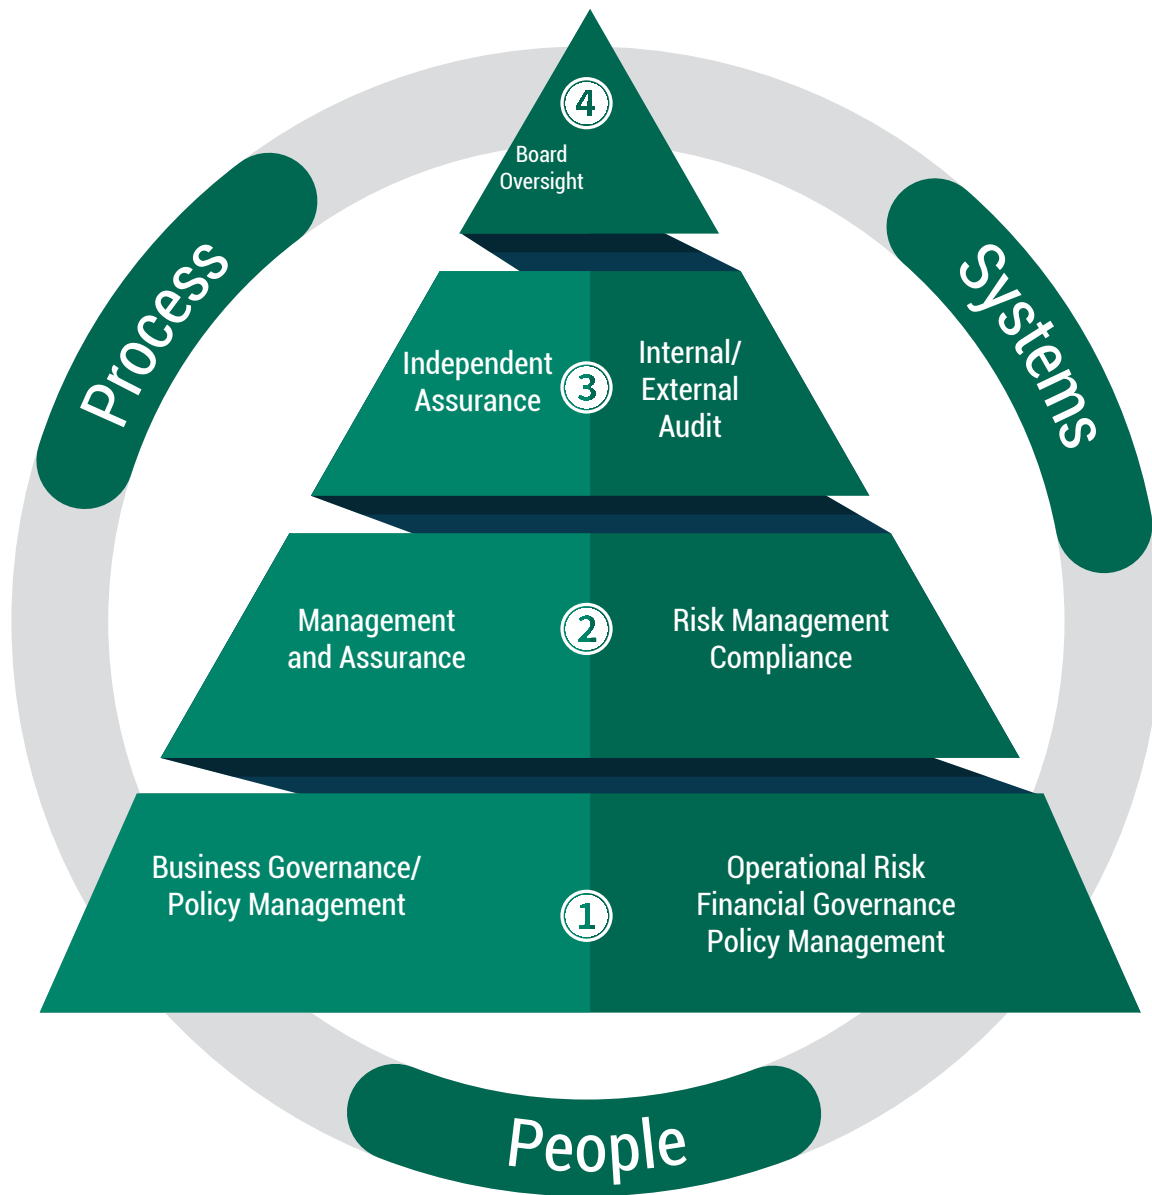 4
Board
Oversight
Process
Systems
Independent
Assurance
3
Internal/
External
Audit
Management
and Assurance
2
Risk Management
Compliance
Business Governance/
Policy Management
1
Operational Risk
Financial Governance
Policy Management
People